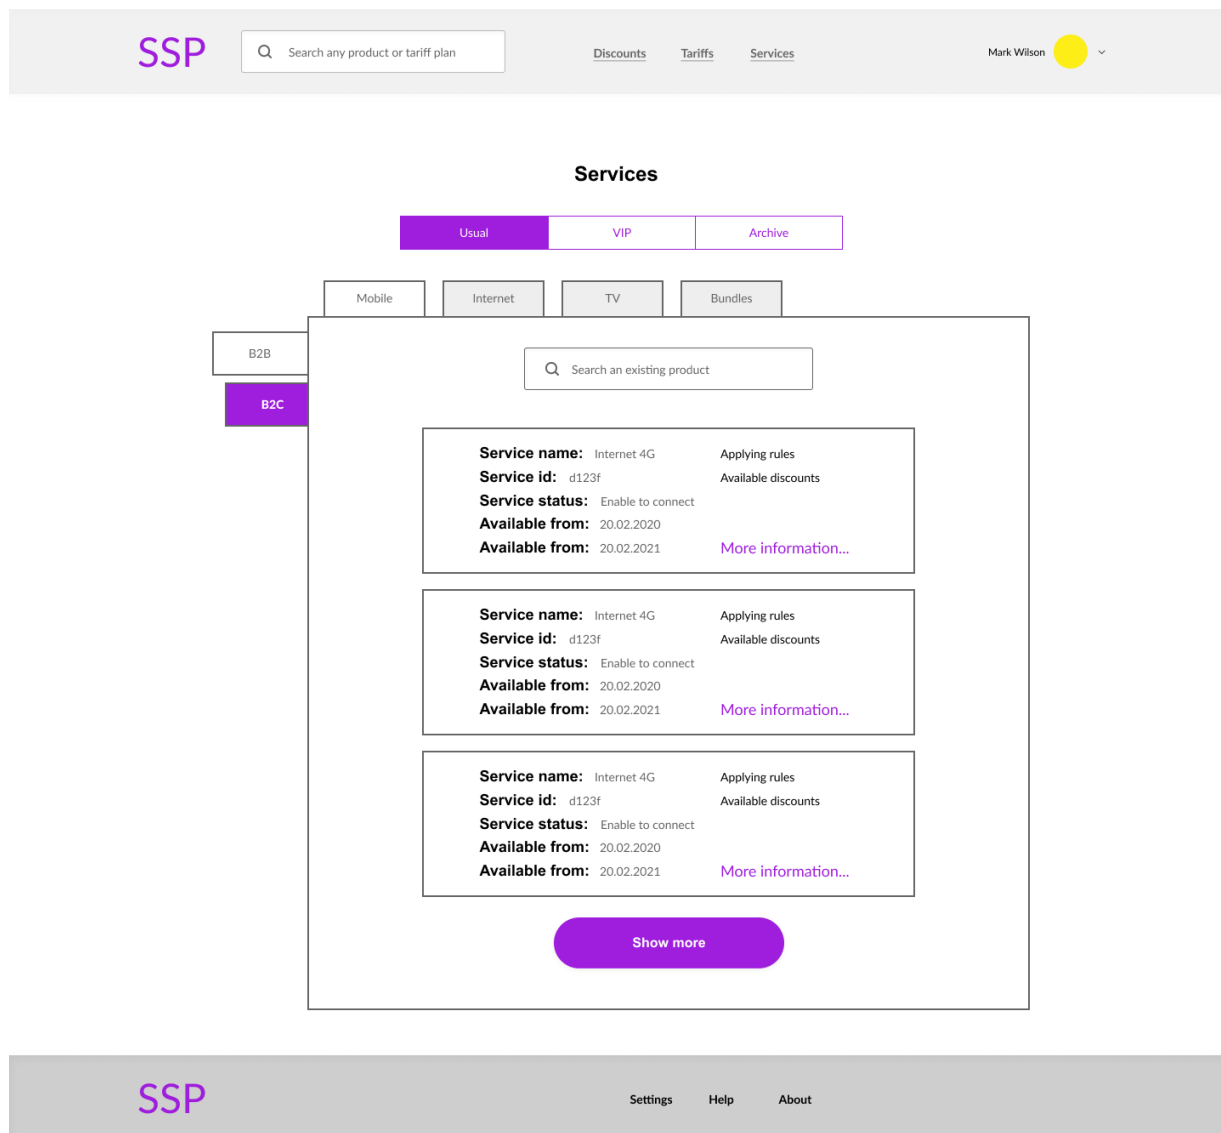 SSP
Search any product or tariff plan
Discounts
Tariffs
Services
Mark Wilson
Services
Usual
VIP
Archive
Mobile
Internet
TV
Bundles
B2B
B2C
Search an existing product
Service name: Internet 4G
Applying rules
Service id: d123f
Available discounts
Service status: Enable to connect
Available from: 20.02.2020
Available from: 20.02.2021
More information...
Service name: Internet 4G
Applying rules
Service id: d123f
Available discounts
Service status: Enable to connect
Available from: 20.02.2020
Available from: 20.02.2021
More information...
Service name: Internet 4G
Applying rules
Service id: d123f
Available discounts
Service status: Enable to connect
Available from: 20.02.2020
Available from: 20.02.2021
More information...
Show more
SSP
Settings
Help
About